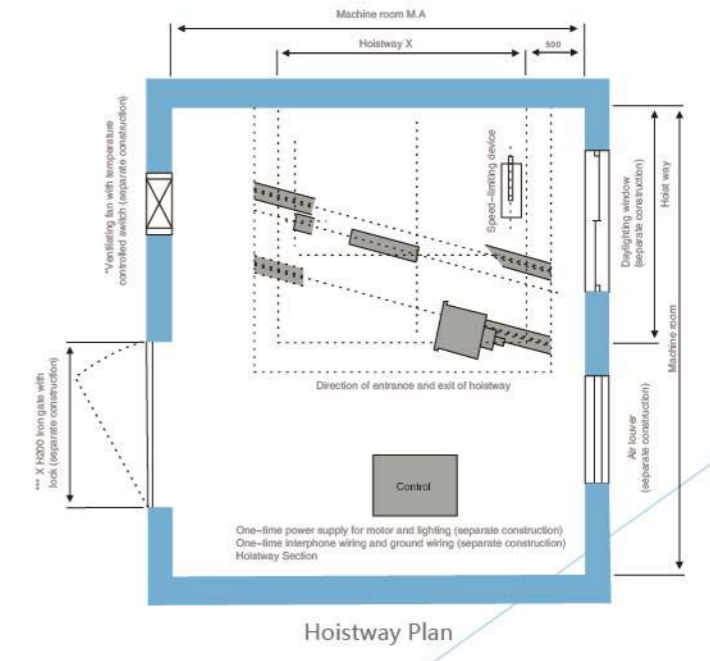 Machine room M.A
Hoistway X
500
*Ventilating fan with temperature
controlled switch (separate construction)
Speed-limiting device
Daylighting window
(separate construction)
Hoist way
Machine room
Direction of entrance and exit of hoistway
*** X H200 Iron gate with
lock (separate construction)
Air louver
(separate construction)
Control
One-time power supply for motor and lighting (separate construction)
One-time interphone wiring and ground wiring (separate construction)
Hoistway Section
Hoistway Plan